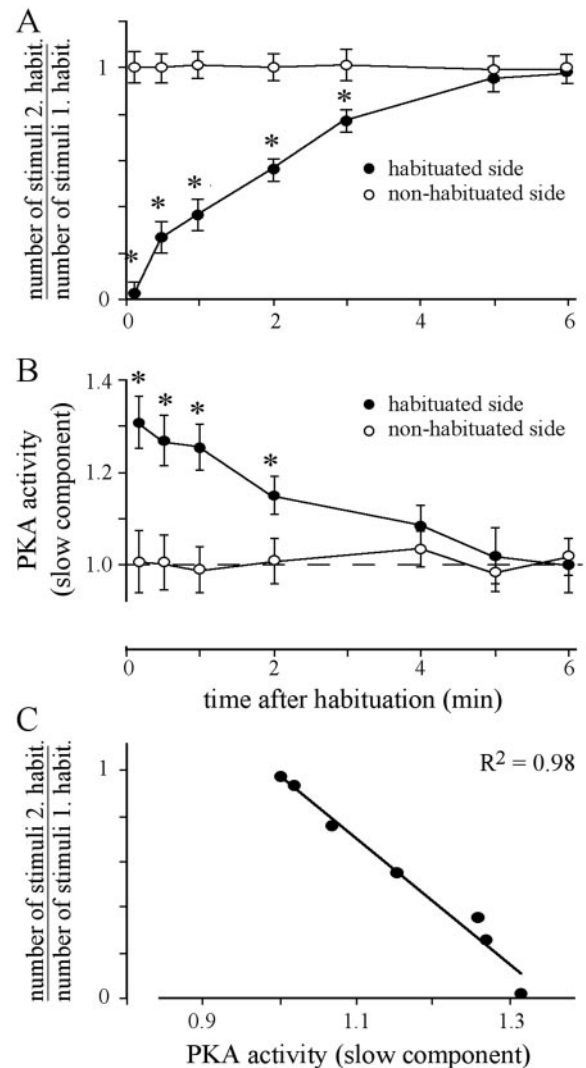 A
number of stimuli 2. habit.
number of stimuli 1. habit.
1
0
* * * * *
habituated side
non-habituated side
0 2 4 6
B
PKA activity
(slow component)
1.4
1.2
1.0
* * * *
habituated side
non-habituated side
0 2 4 6
time after habituation (min)
C
number of stimuli 2. habit.
number of stimuli 1. habit.
1
0
R² = 0.98
0.9 1.1 1.3
PKA activity (slow component)